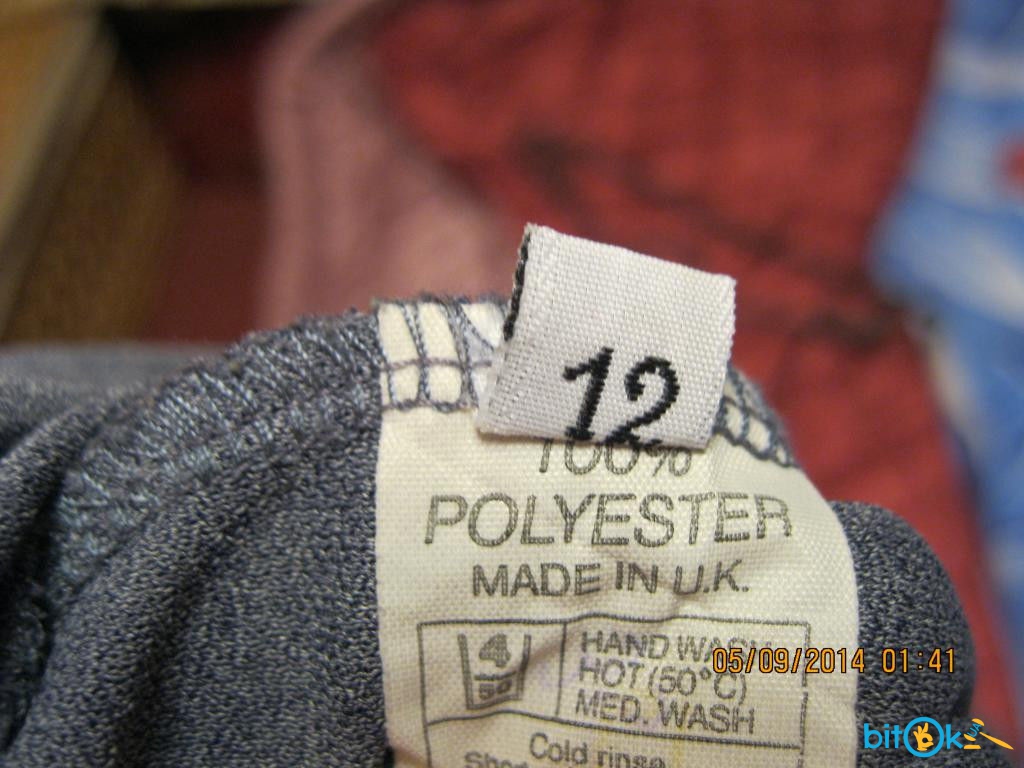 12
100%
POLYESTER
MADE IN U.K.
4
50
HAND WASH
HOT (50°C)
MED. WASH
Cold rinse
05/09/2014 01:41
bitOk